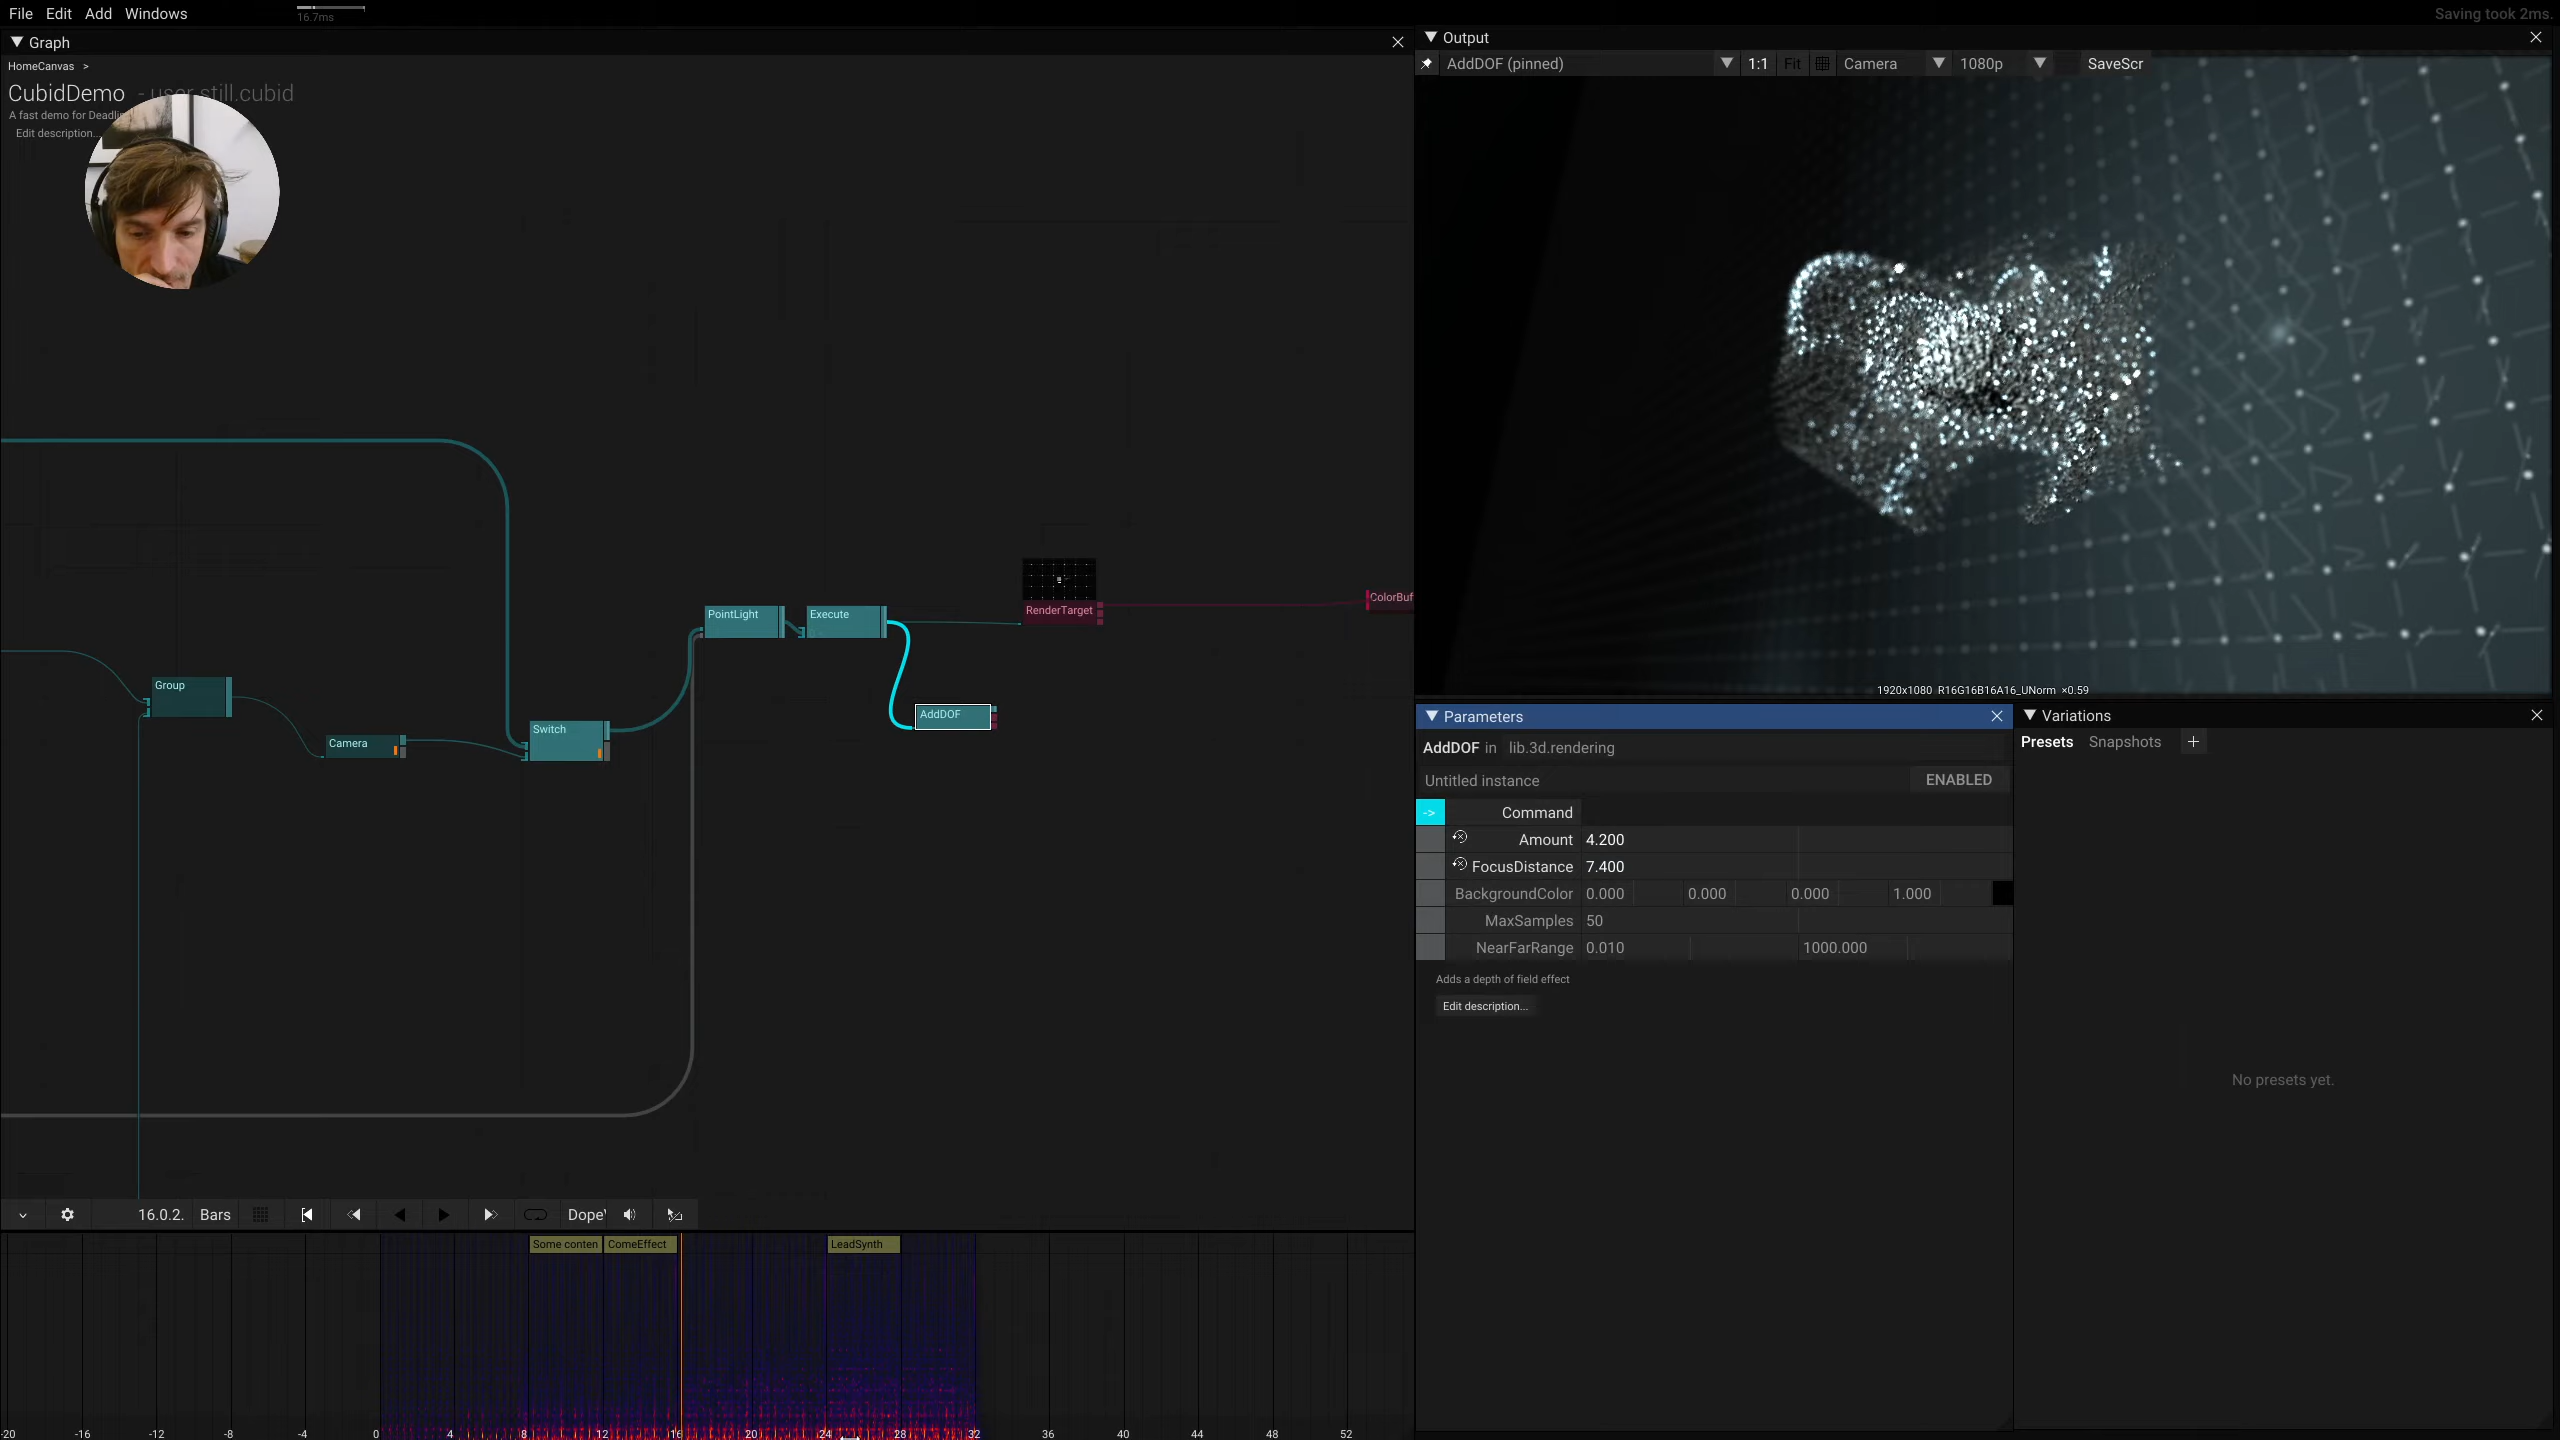 File Edit Add Windows
16.7ms
Saving took 2ms.
Graph
HomeCanvas >
CubidDemo - user.still.cubid
A fast demo for
Edit description...
PointLight
Execute
RenderTarget
ColorBuf
Group
Camera
Switch
AddDOF
16.0.2. Bars
Dope
Some conten ComeEffect LeadSynth
-20 -16 -12 -8 -4 0 4 8 12 16 20 24 28 32 36 40 44 48 52
Output
AddDOF (pinned) 1:1 Fit Camera 1080p SaveScr
1920x1080 R16G16B16A16_UNorm ×0.59
Parameters
AddDOF in lib.3d.rendering
Untitled instance ENABLED
-> Command
Amount 4.200
FocusDistance 7.400
BackgroundColor 0.000 0.000 0.000 1.000
MaxSamples 50
NearFarRange 0.010 1000.000
Adds a depth of field effect
Edit description...
Variations
Presets Snapshots +
No presets yet.